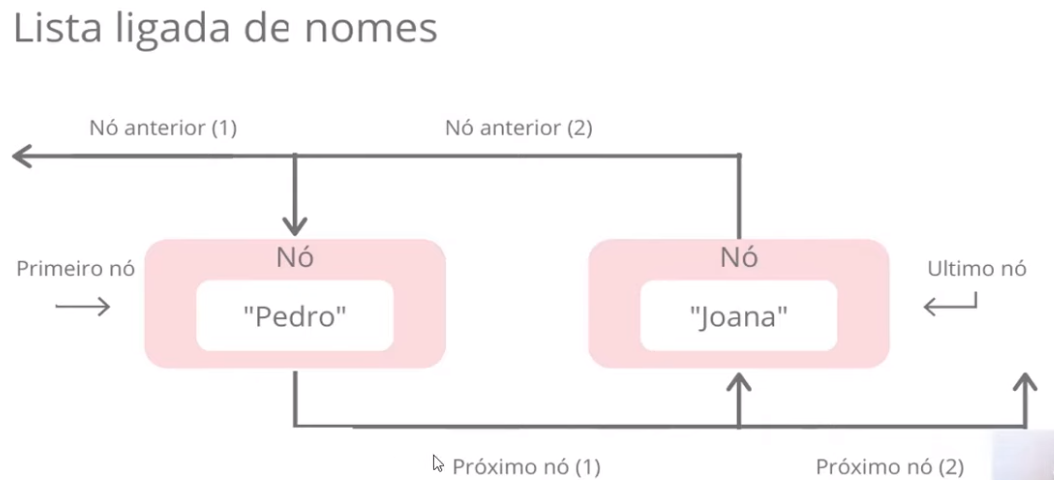 Lista ligada de nomes
Nó anterior (1)
Nó anterior (2)
Primeiro nó
Nó
"Pedro"
Nó
"Joana"
Ultimo nó
Próximo nó (1)
Próximo nó (2)